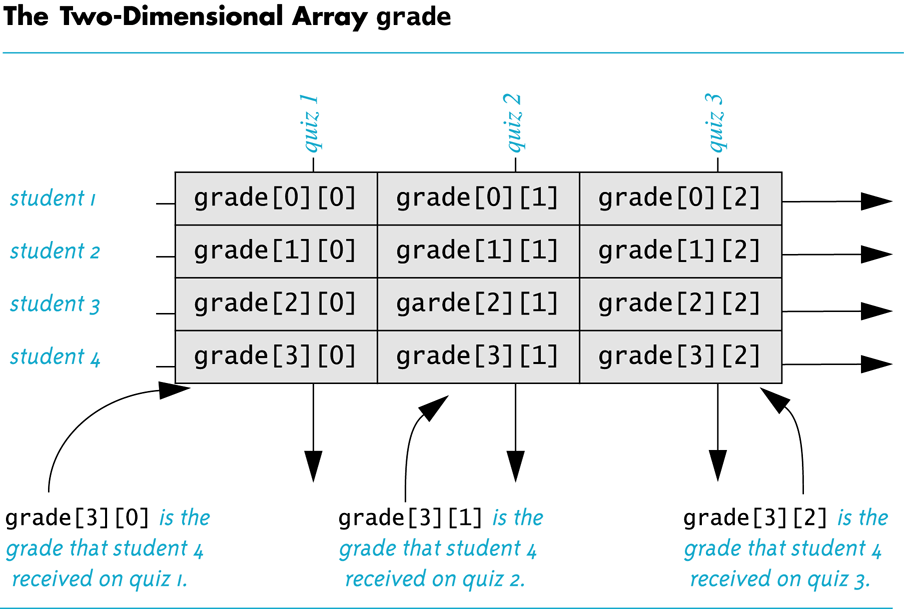 The Two-Dimensional Array grade
quiz 1
quiz 2
quiz 3
student 1 grade[0][0] grade[0][1] grade[0][2]
student 2 grade[1][0] grade[1][1] grade[1][2]
student 3 grade[2][0] garde[2][1] grade[2][2]
student 4 grade[3][0] grade[3][1] grade[3][2]
grade[3][0] is the
grade that student 4
received on quiz 1.
grade[3][1] is the
grade that student 4
received on quiz 2.
grade[3][2] is the
grade that student 4
received on quiz 3.